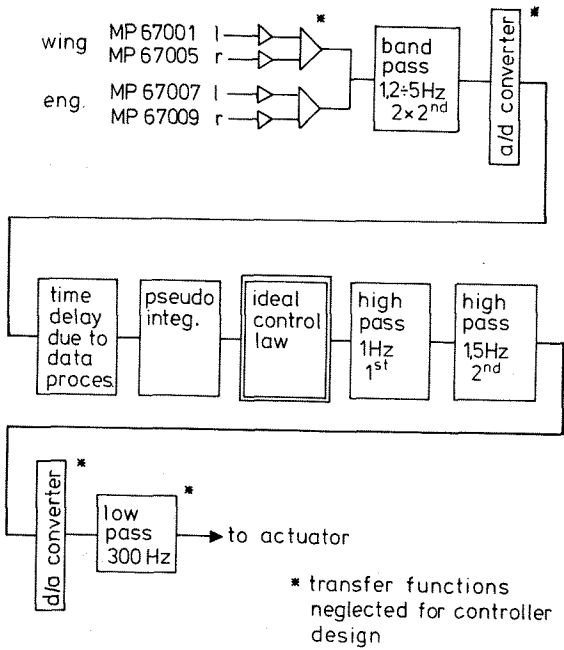 *
wing MP 67001 l
MP 67005 r
eng. MP 67007 l
MP 67009 r
band
pass
1,2÷5Hz
2×2nd
*
a/d converter
time
delay
due to
data
proces.
pseudo
integ.
ideal
control
law
high
pass
1Hz
1st
high
pass
1,5Hz
2nd
*
d/a converter
*
low
pass
300 Hz
to actuator
* transfer functions
neglected for controller
design